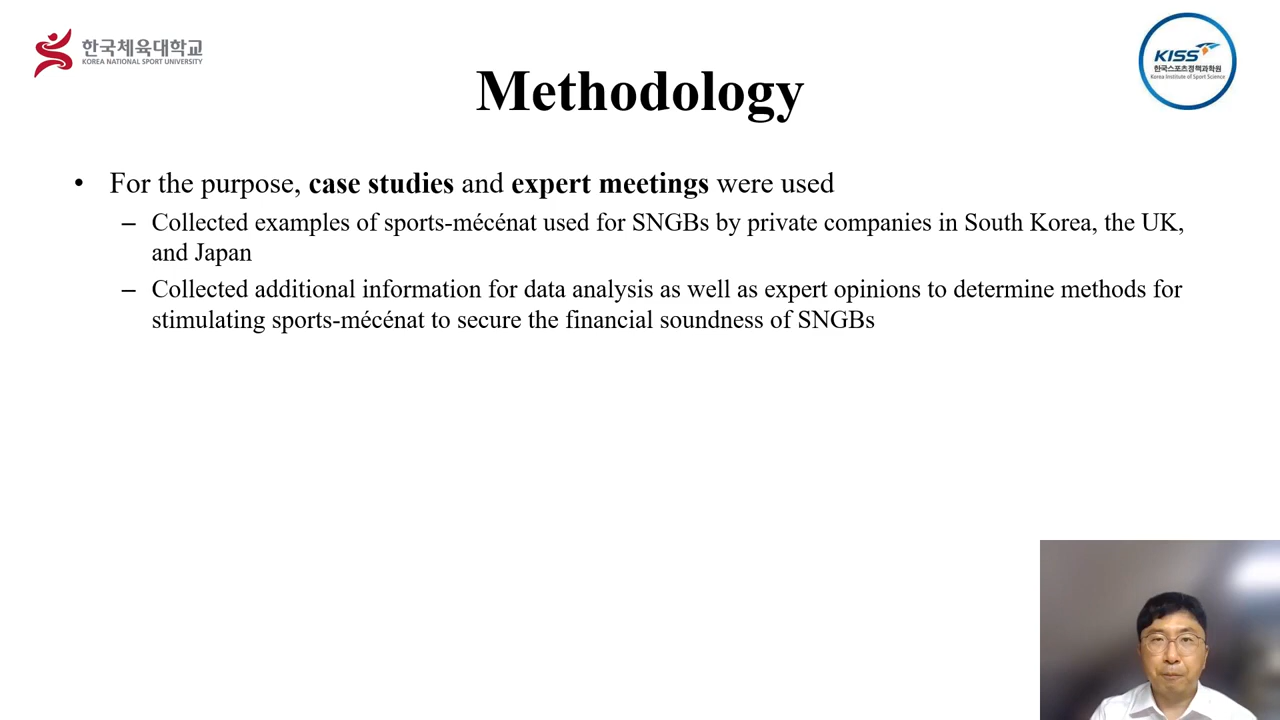 한국체육대학교
KOREA NATIONAL SPORT UNIVERSITY
KISS
한국스포츠정책과학원
Korea Institute of Sport Science
Methodology
• For the purpose, case studies and expert meetings were used
– Collected examples of sports-mécénat used for SNGBs by private companies in South Korea, the UK,
and Japan
– Collected additional information for data analysis as well as expert opinions to determine methods for
stimulating sports-mécénat to secure the financial soundness of SNGBs